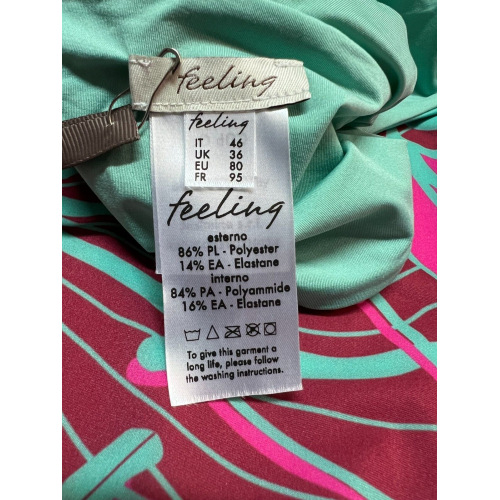 feeling
feeling
IT 46
UK 36
EU 80
FR 95
feeling
esterno
86% PL - Polyester
14% EA - Elastane
interno
84% PA - Polyammide
16% EA - Elastane
To give this garment a
long life, please follow
the washing instructions.